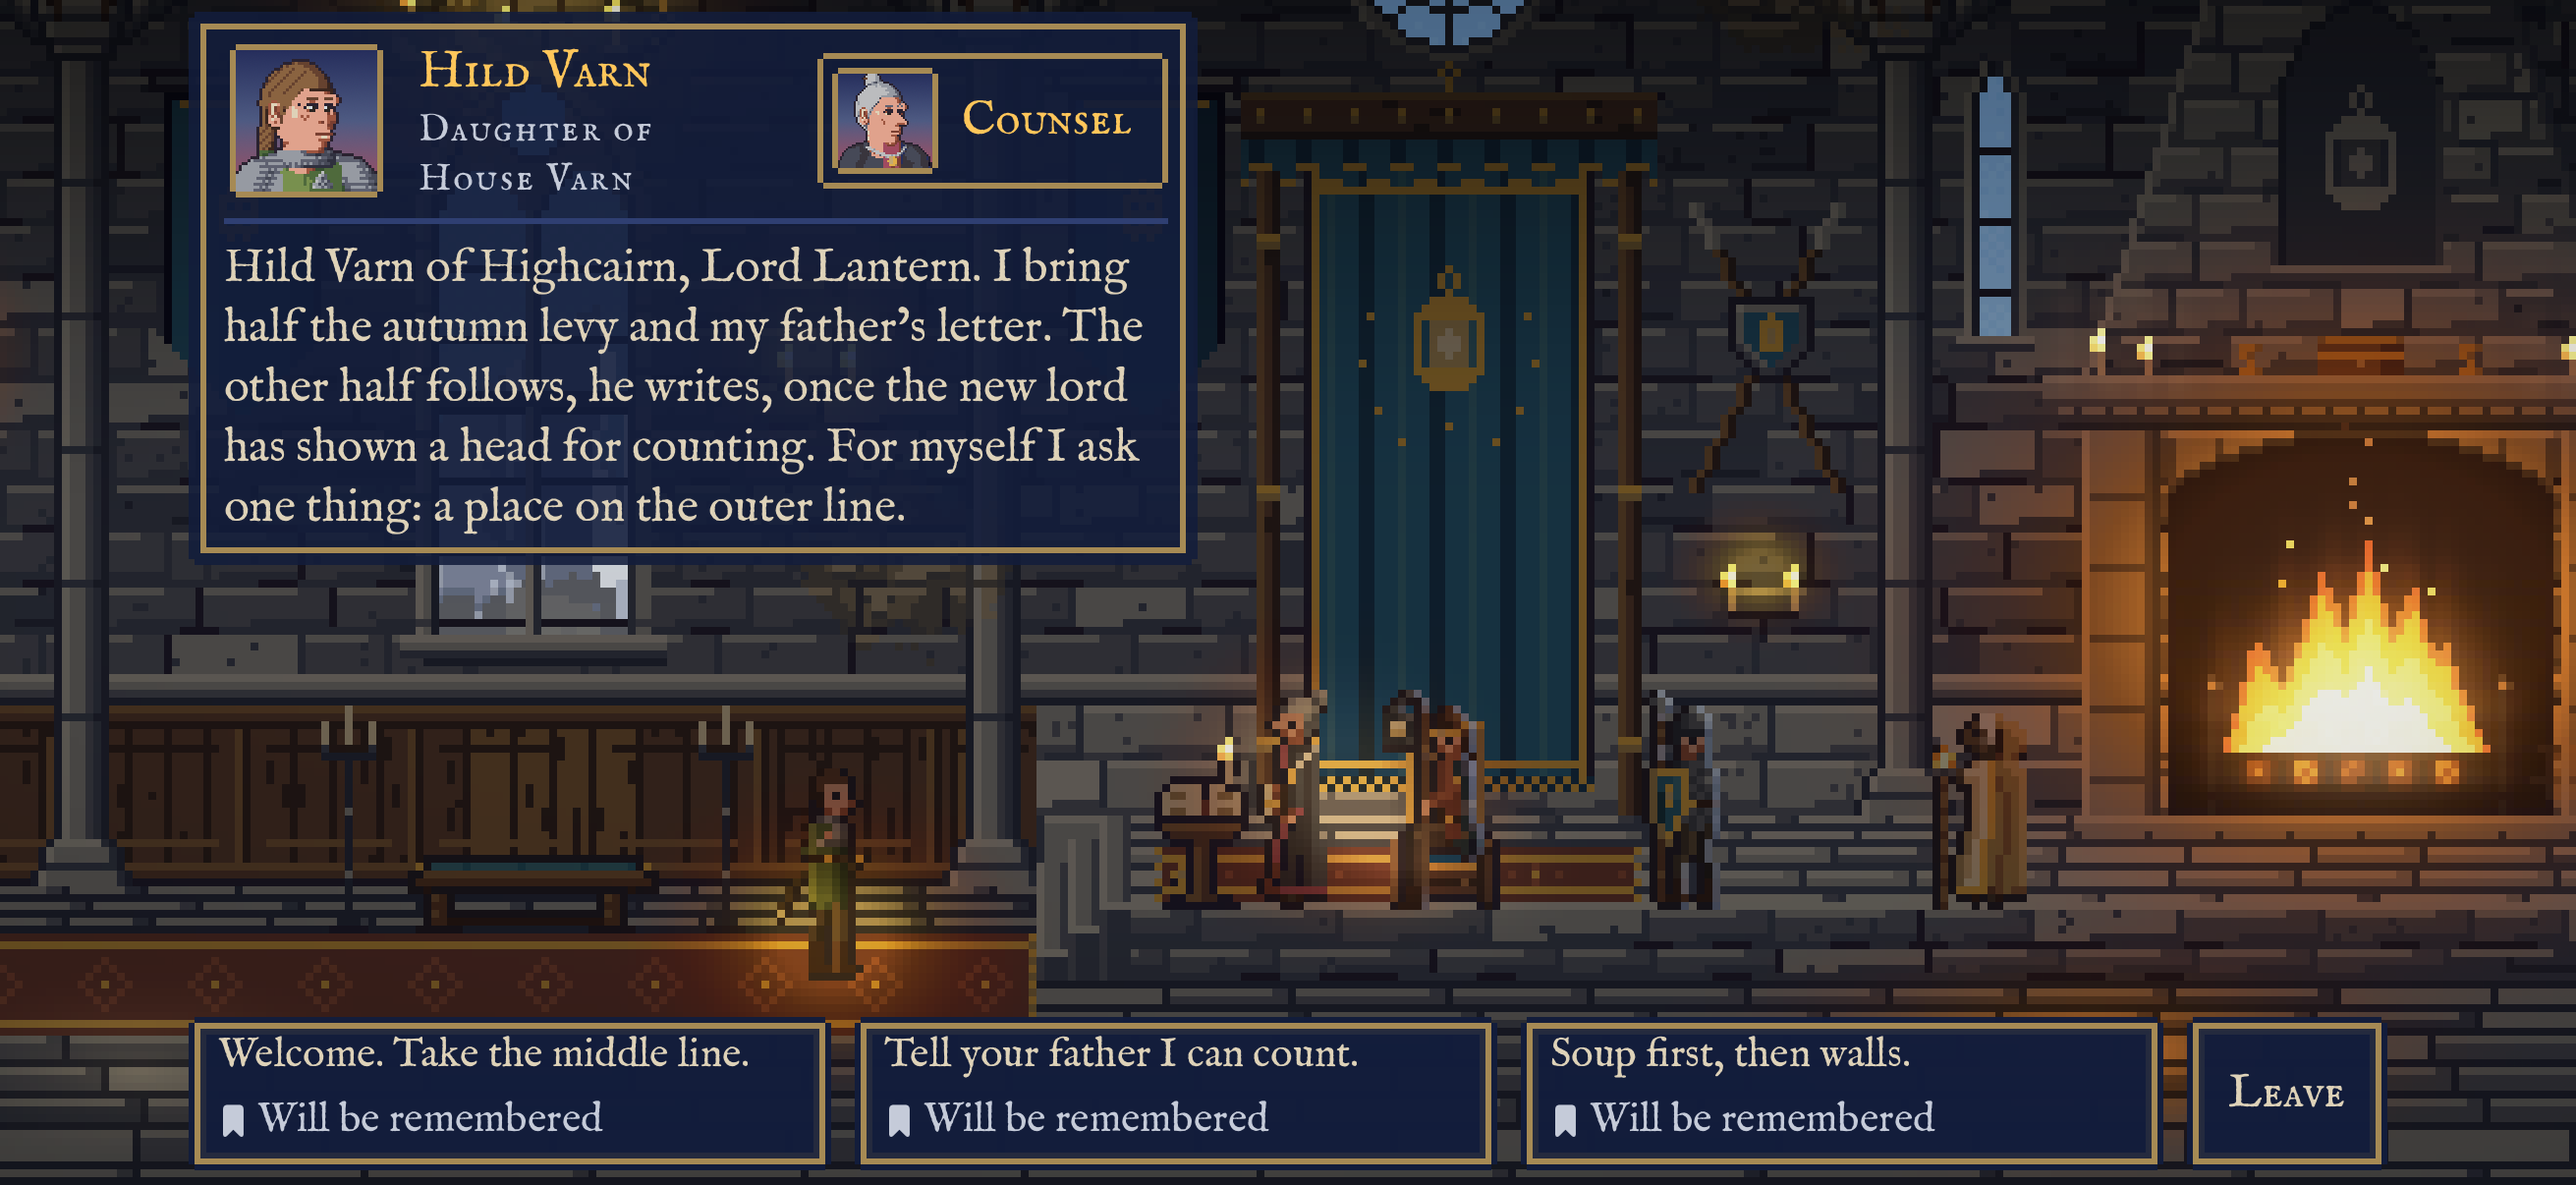 Hild Varn
Daughter of
House Varn
Counsel
Hild Varn of Highcairn, Lord Lantern. I bring
half the autumn levy and my father's letter. The
other half follows, he writes, once the new lord
has shown a head for counting. For myself I ask
one thing: a place on the outer line.
Welcome. Take the middle line.
Will be remembered
Tell your father I can count.
Will be remembered
Soup first, then walls.
Will be remembered
Leave